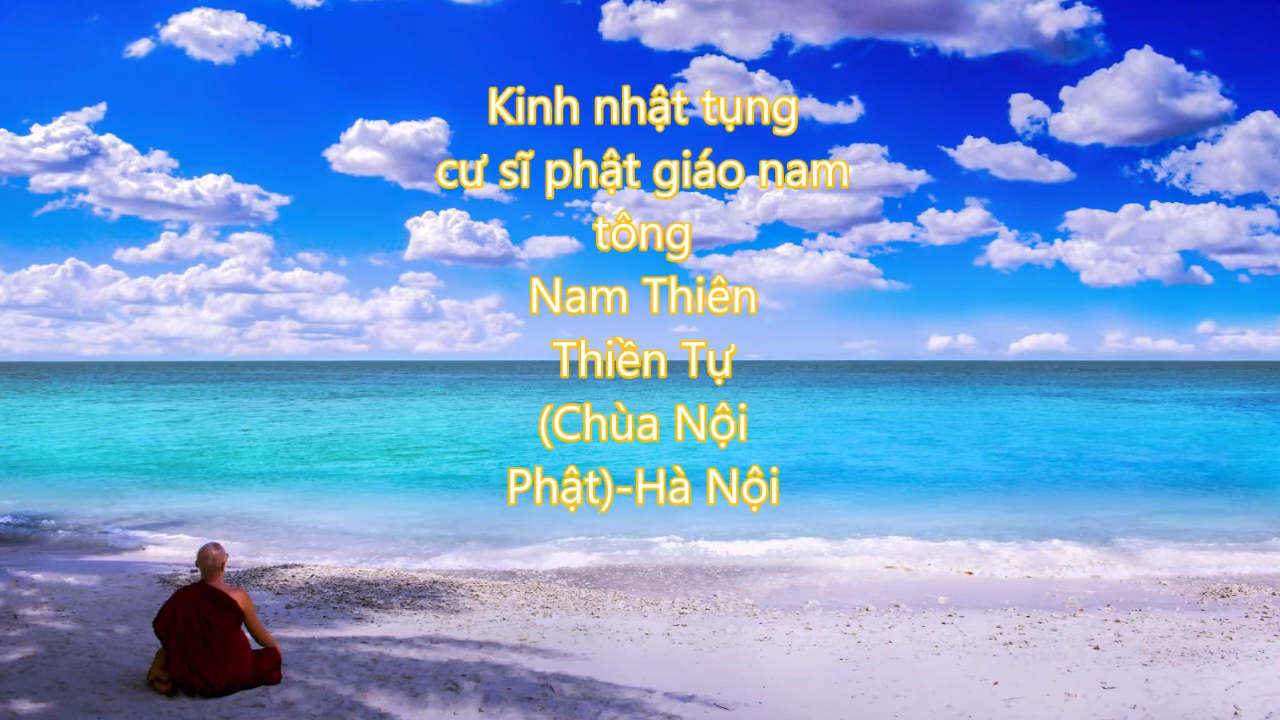 Kinh nhật tụng
cư sĩ phật giáo nam
tông
Nam Thiên
Thiền Tự
(Chùa Nội
Phật)-Hà Nội